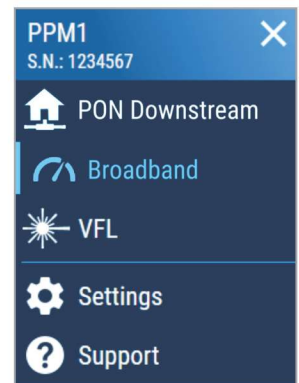 PPM1
S.N.: 1234567
PON Downstream
Broadband
VFL
Settings
? Support